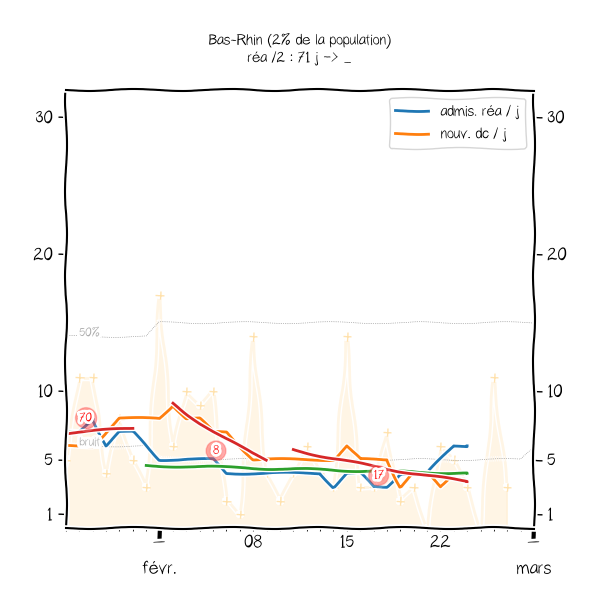 Bas-Rhin (2% de la population)
réa /2 : 71 j -> _
admis. réa / j
nouv. dc / j
30
30
20
20
50%
10
10
70
bruit
8
5
5
17
1
1
08
15
22
févr.
mars